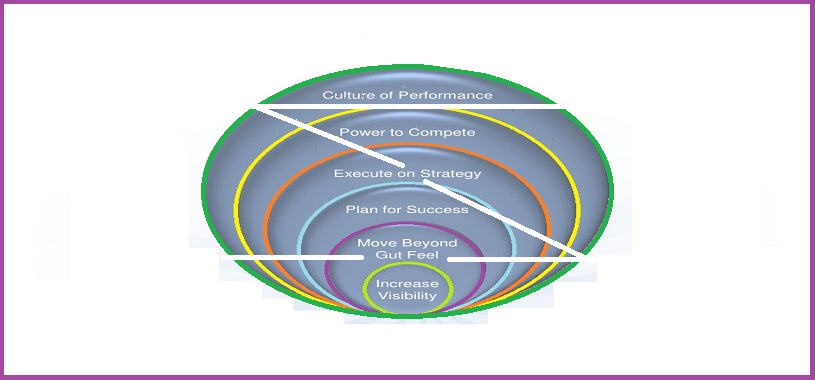 Culture of Performance
Power to Compete
Execute on Strategy
Plan for Success
Move Beyond
Gut Feel
Increase
Visibility